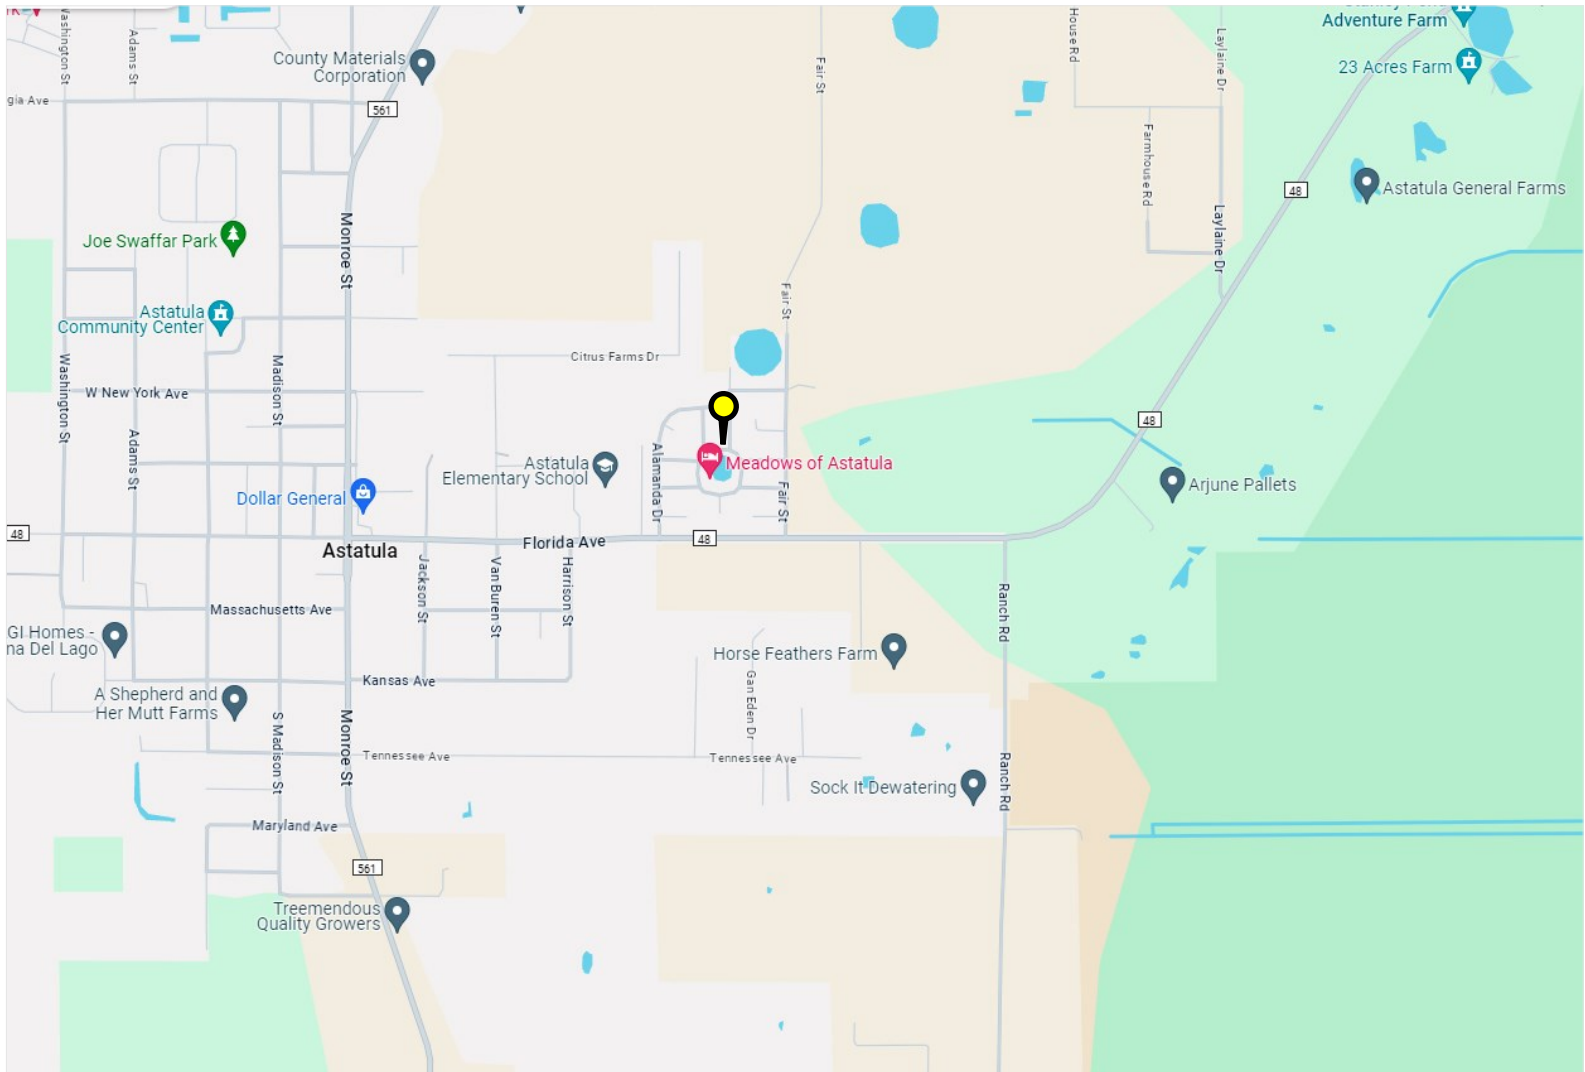 Washington St
Adams St
County Materials
Corporation
gia Ave
561
Fair St
House Rd
Laylaine Dr
Adventure Farm
23 Acres Farm
48
Astatula General Farms
Farmhouse Rd
Laylaine Dr
Joe Swaffar Park
Monroe St
Astatula
Community Center
Fair St
Citrus Farms Dr
Washington St
W New York Ave
Madison St
Adams St
48
Astatula
Elementary School
Alamanda Dr
Meadows of Astatula
Fair St
Arjune Pallets
Dollar General
48
Astatula
Florida Ave
48
Jackson St
Van Buren St
Harrison St
Ranch Rd
Massachusetts Ave
GI Homes -
na Del Lago
Horse Feathers Farm
Kansas Ave
A Shepherd and
Her Mutt Farms
Gan Eden Dr
S Madison St
Monroe St
Tennessee Ave
Tennessee Ave
Ranch Rd
Sock It Dewatering
Maryland Ave
561
Treemendous
Quality Growers